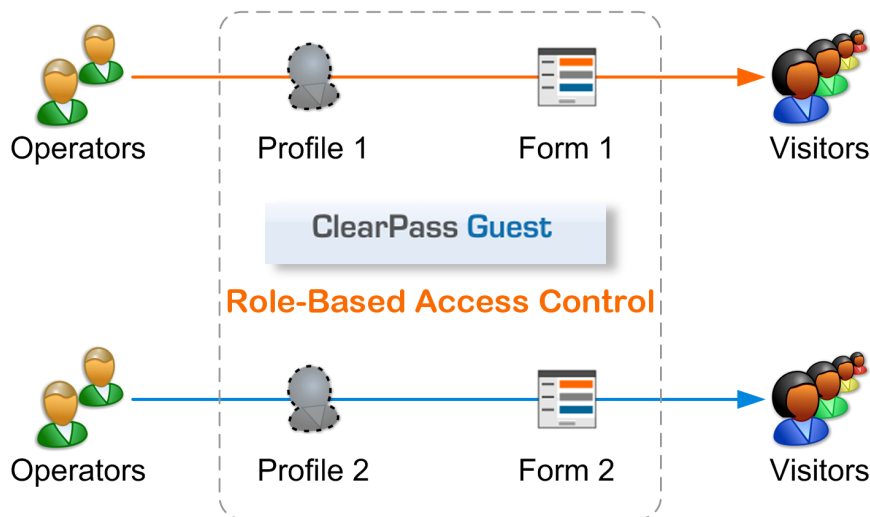 Operators
Profile 1
Form 1
Visitors
ClearPass Guest
Role-Based Access Control
Operators
Profile 2
Form 2
Visitors